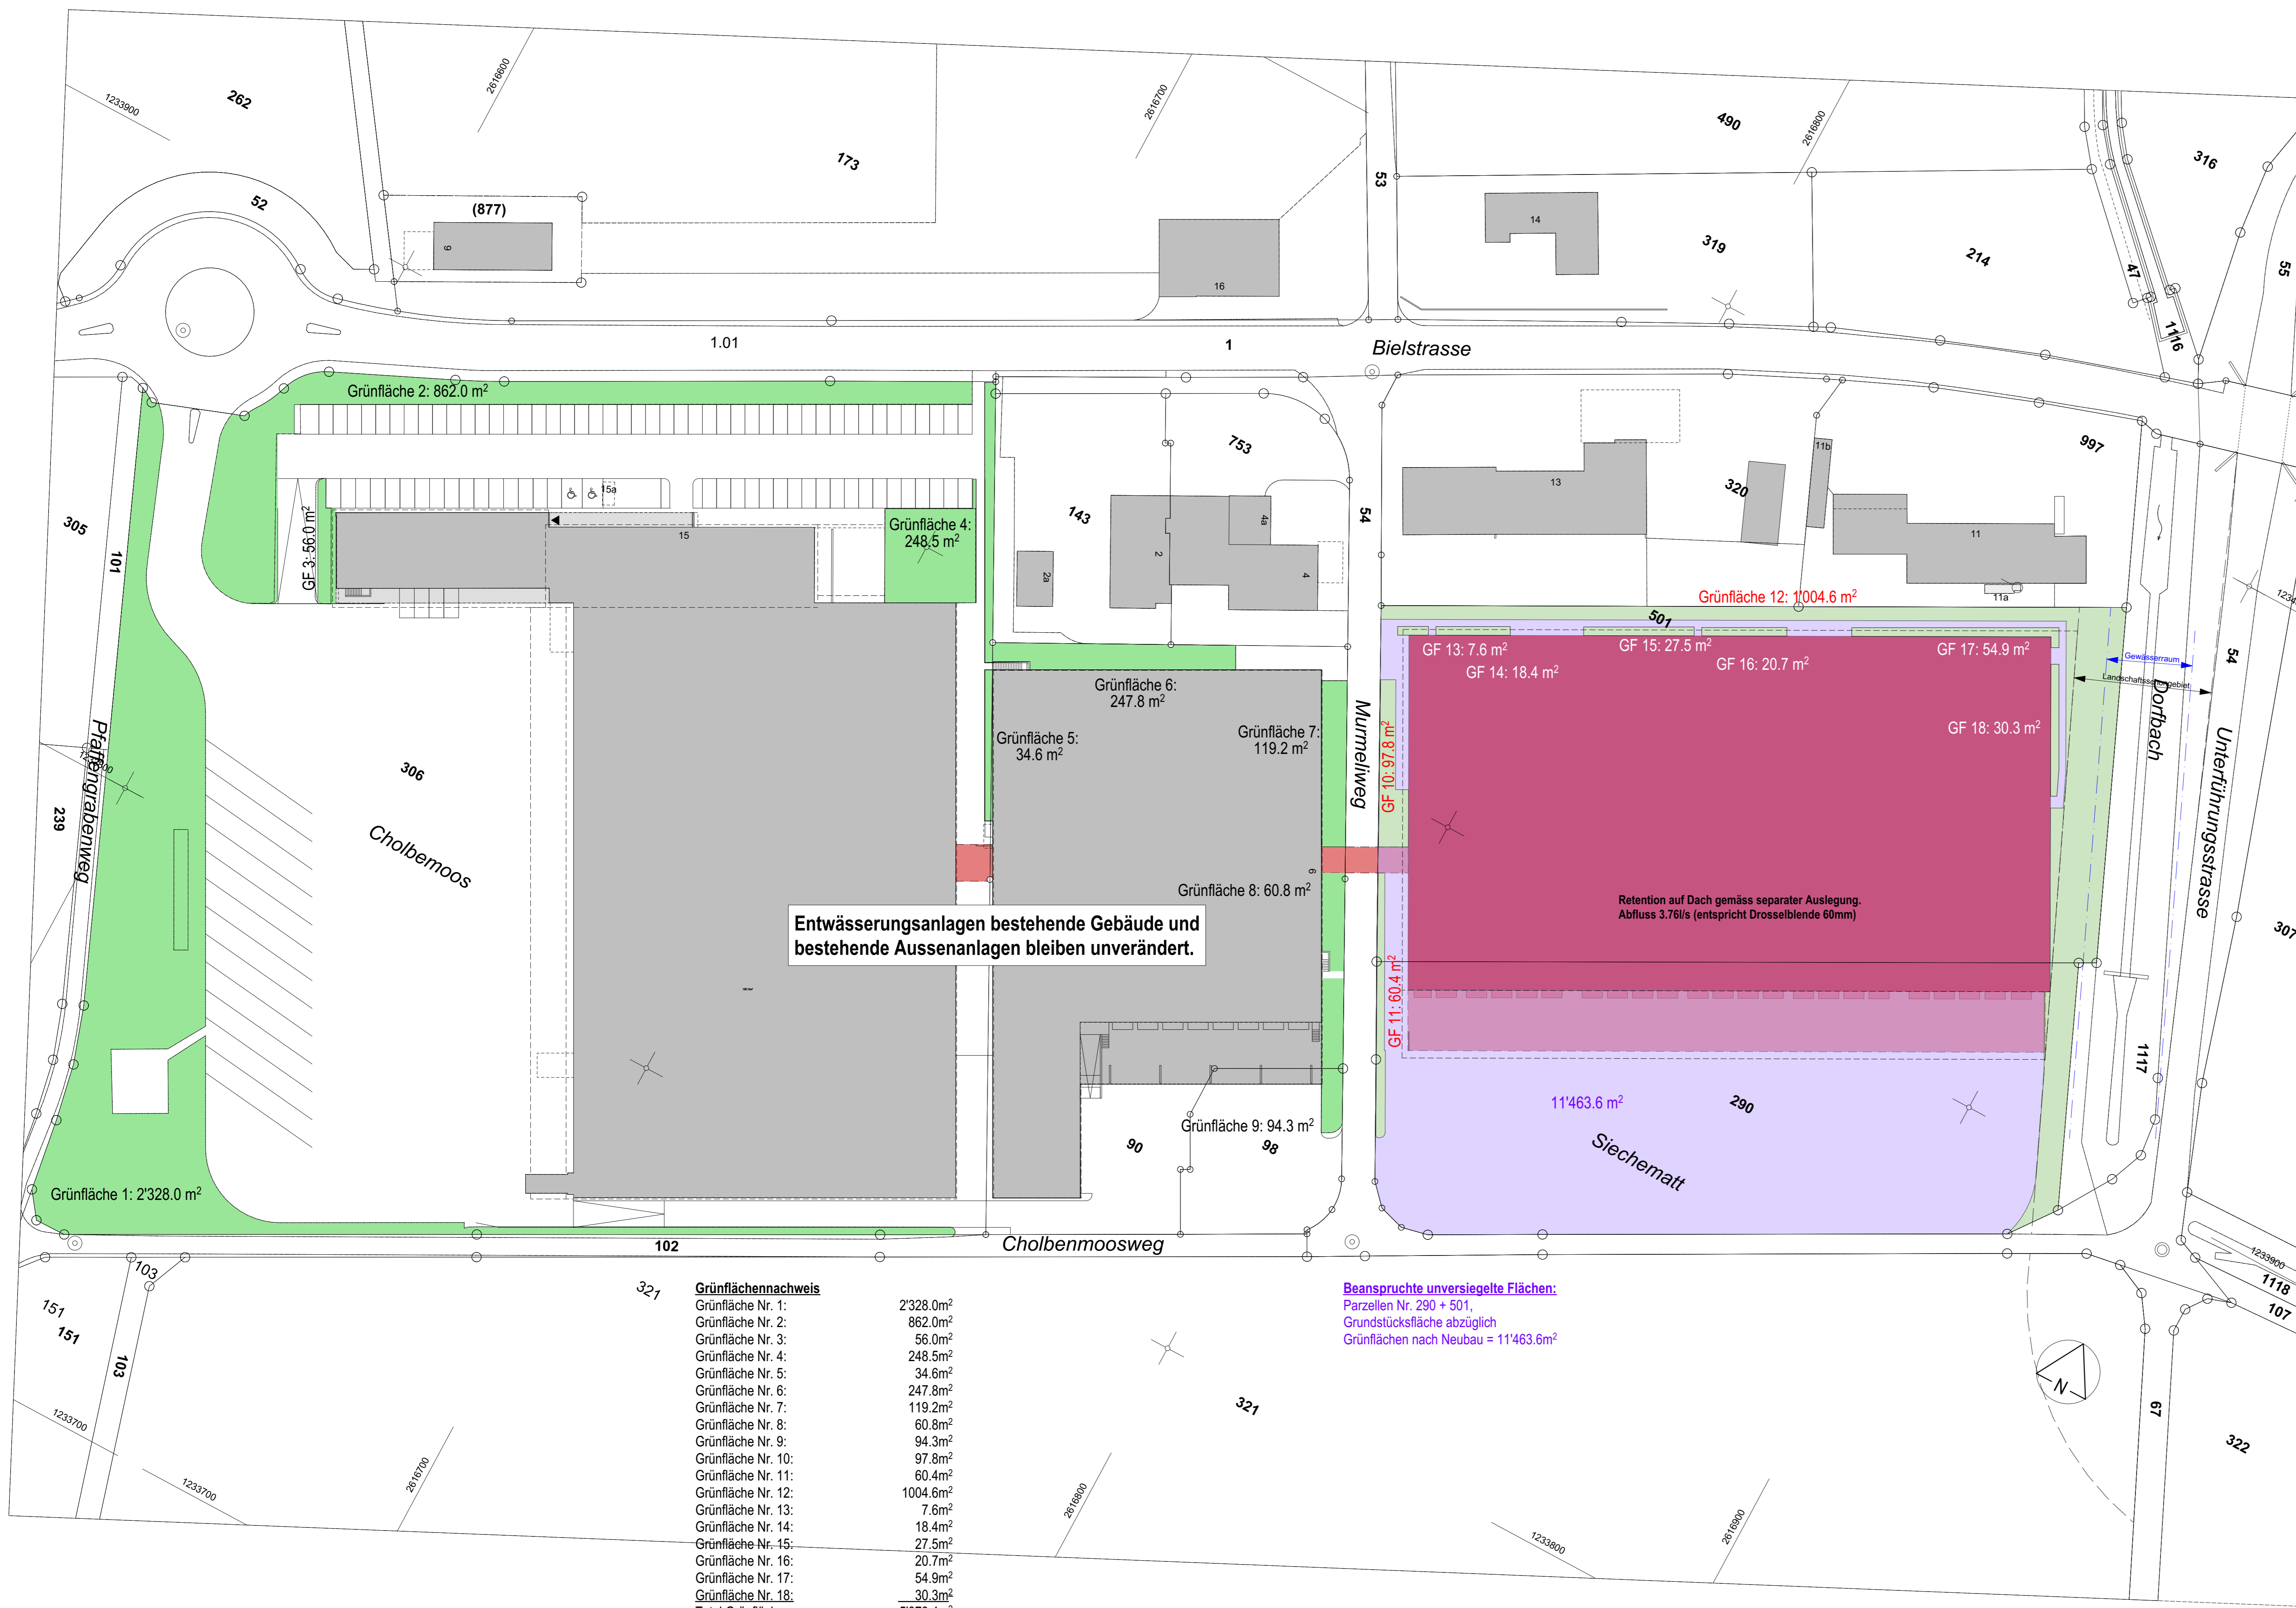 262
1233900
2616600
173
2616700
53
490
2616800
316
52
(877)
9
16
14
319
214
47
55
1116
1.01
1
Bielstrasse
Grünfläche 2: 862.0 m²
305
101
GF 3: 56.0 m²
15a
15
Grünfläche 4:
248.5 m²
143
753
2a
2
4a
4
54
13
320
11b
11
11a
997
Grünfläche 12: 1'004.6 m²
501
GF 13: 7.6 m²
GF 14: 18.4 m²
GF 15: 27.5 m²
GF 16: 20.7 m²
GF 17: 54.9 m²
GF 18: 30.3 m²
Gewässerraum
Landschaftsschongebiet
Dorfbach
54
Unterführungsstrasse
307
Pfaffengrabenweg
239
306
Cholbemoos
Grünfläche 6:
247.8 m²
Grünfläche 5:
34.6 m²
Grünfläche 7:
119.2 m²
Murmeliweg
GF 10: 97.8 m²
6
Grünfläche 8: 60.8 m²
Entwässerungsanlagen bestehende Gebäude und
bestehende Aussenanlagen bleiben unverändert.
Retention auf Dach gemäss separater Auslegung.
Abfluss 3.76l/s (entspricht Drosselblende 60mm)
GF 11: 60.4 m²
1117
11'463.6 m²
290
Siechematt
Grünfläche 9: 94.3 m²
90
98
Grünfläche 1: 2'328.0 m²
102
Cholbenmoosweg
103
151
151
103
321
1233900
1118
107
Grünflächennachweis
Grünfläche Nr. 1: 2'328.0m²
Grünfläche Nr. 2: 862.0m²
Grünfläche Nr. 3: 56.0m²
Grünfläche Nr. 4: 248.5m²
Grünfläche Nr. 5: 34.6m²
Grünfläche Nr. 6: 247.8m²
Grünfläche Nr. 7: 119.2m²
Grünfläche Nr. 8: 60.8m²
Grünfläche Nr. 9: 94.3m²
Grünfläche Nr. 10: 97.8m²
Grünfläche Nr. 11: 60.4m²
Grünfläche Nr. 12: 1004.6m²
Grünfläche Nr. 13: 7.6m²
Grünfläche Nr. 14: 18.4m²
Grünfläche Nr. 15: 27.5m²
Grünfläche Nr. 16: 20.7m²
Grünfläche Nr. 17: 54.9m²
Grünfläche Nr. 18: 30.3m²
Beanspruchte unversiegelte Flächen:
Parzellen Nr. 290 + 501,
Grundstücksfläche abzüglich
Grünflächen nach Neubau = 11'463.6m²
321
N
67
322
1233700
1233700
2616700
2616800
1233800
2616900